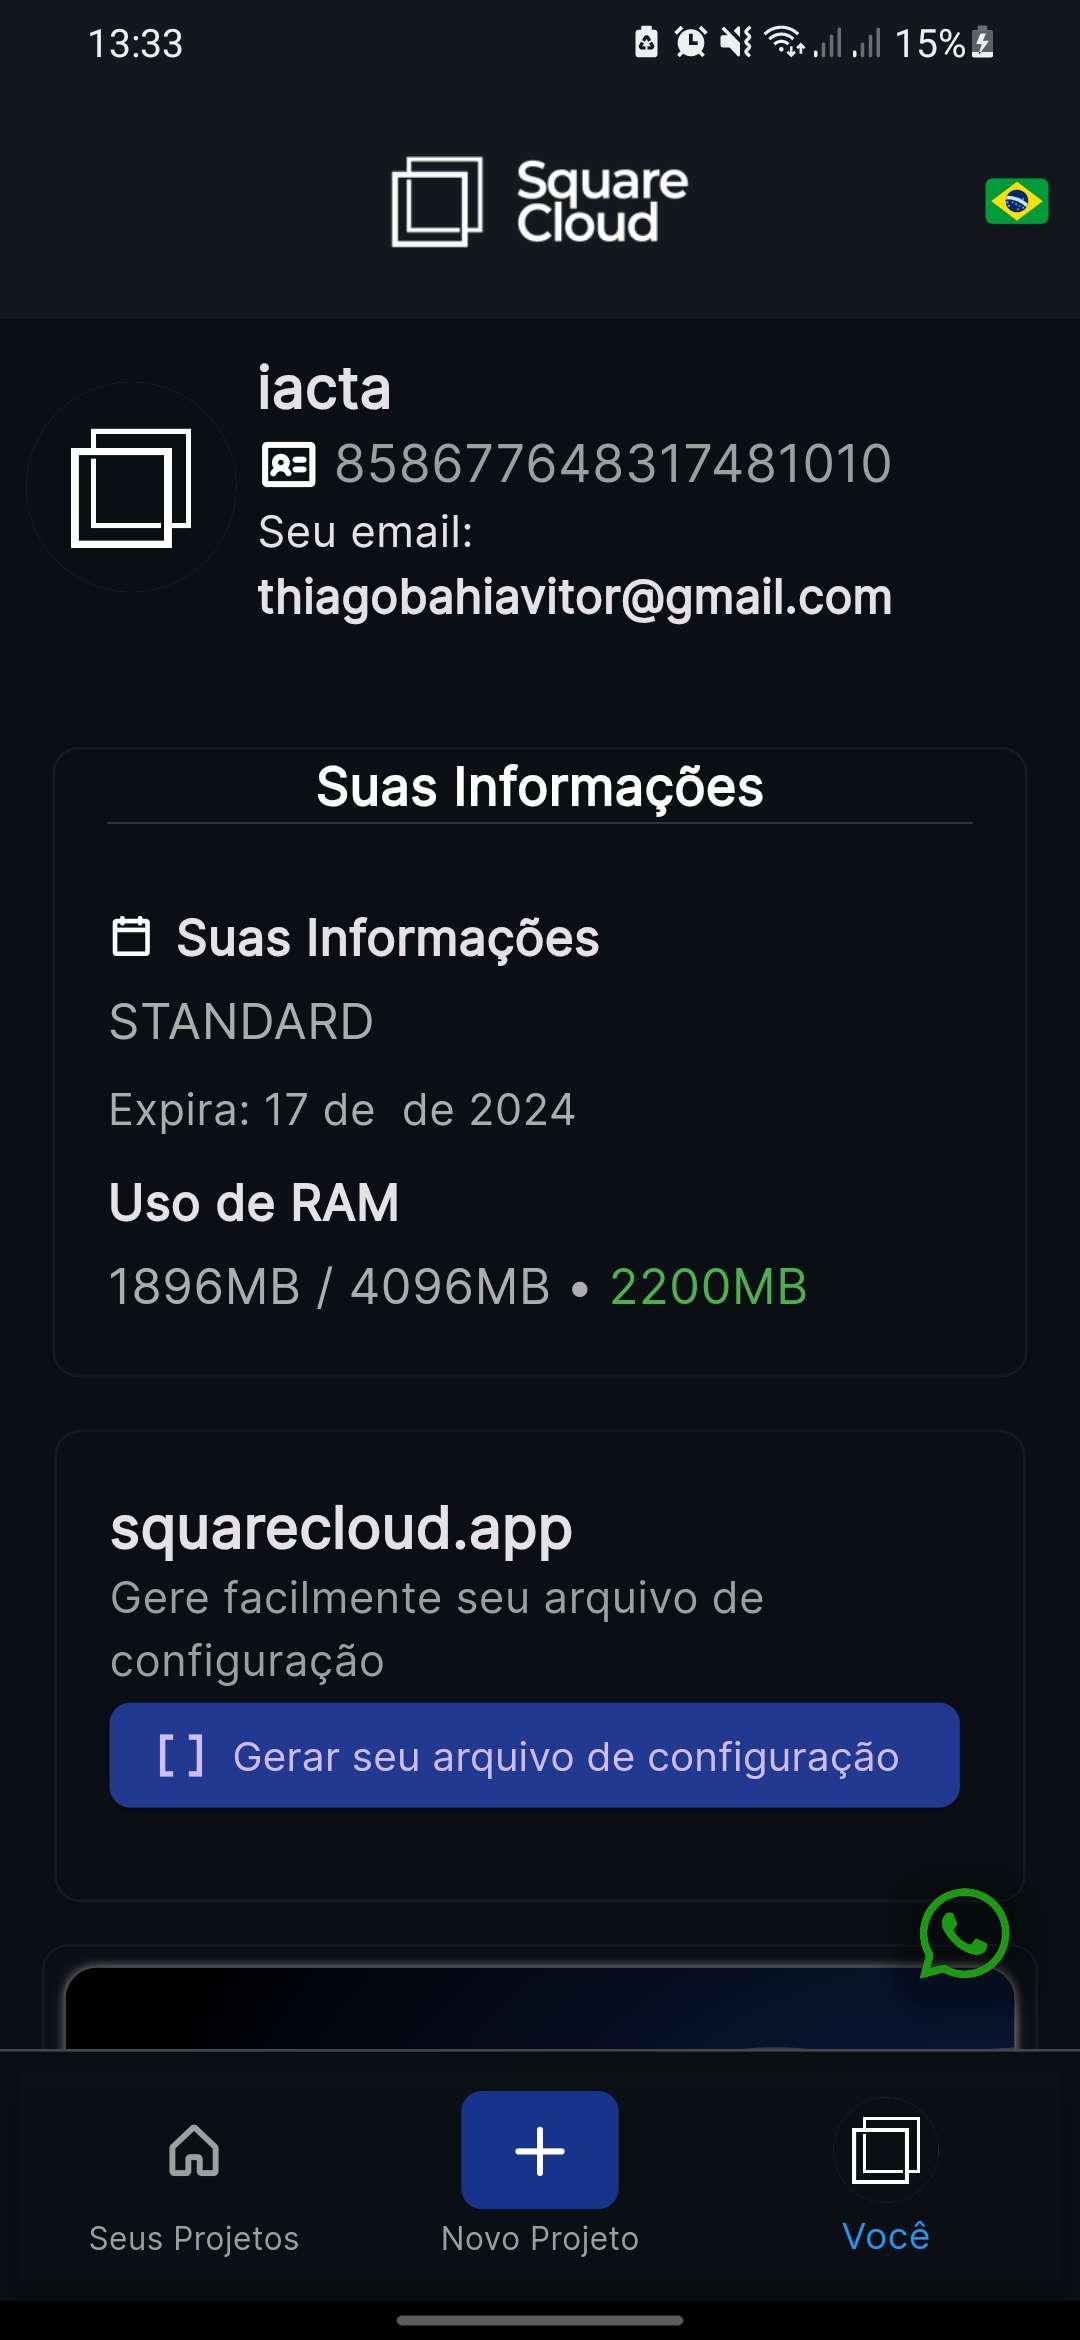 13:33
15%
Square
Cloud
iacta
858677648317481010
Seu email:
thiagobahiavitor@gmail.com
Suas Informações
Suas Informações
STANDARD
Expira: 17 de  de 2024
Uso de RAM
1896MB / 4096MB • 2200MB
squarecloud.app
Gere facilmente seu arquivo de
configuração
[ ] Gerar seu arquivo de configuração
Seus Projetos
Novo Projeto
Você